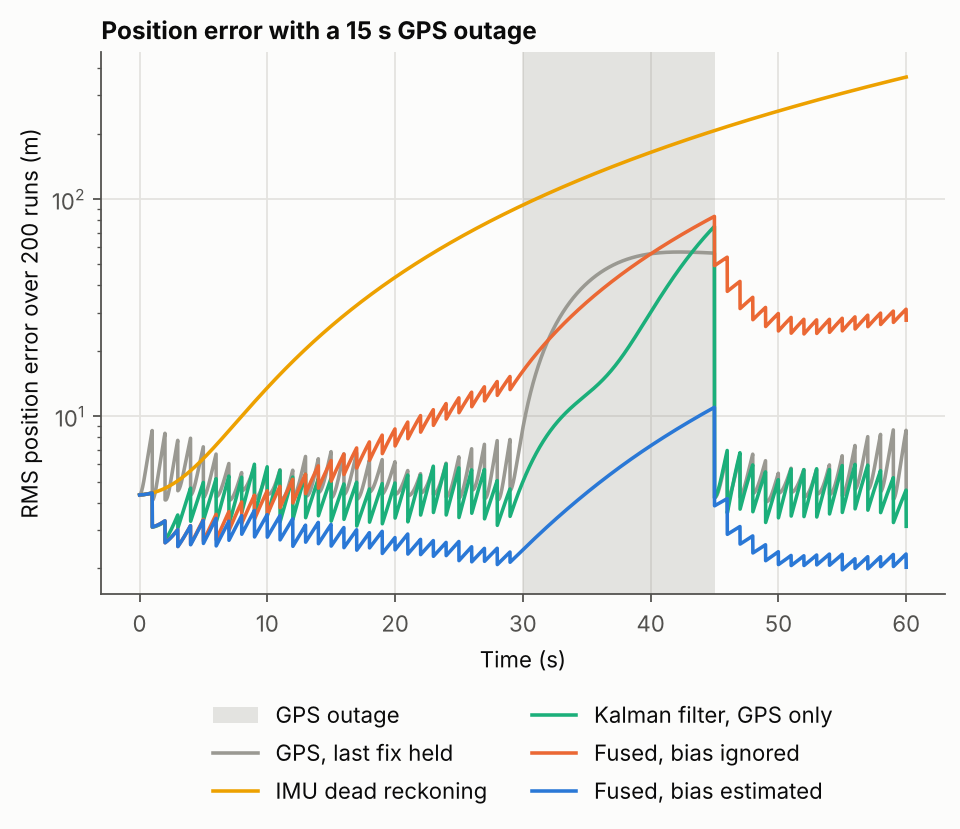 Position error with a 15 s GPS outage
RMS position error over 200 runs (m)
10²
10¹
0 10 20 30 40 50 60
Time (s)
GPS outage
GPS, last fix held
IMU dead reckoning
Kalman filter, GPS only
Fused, bias ignored
Fused, bias estimated